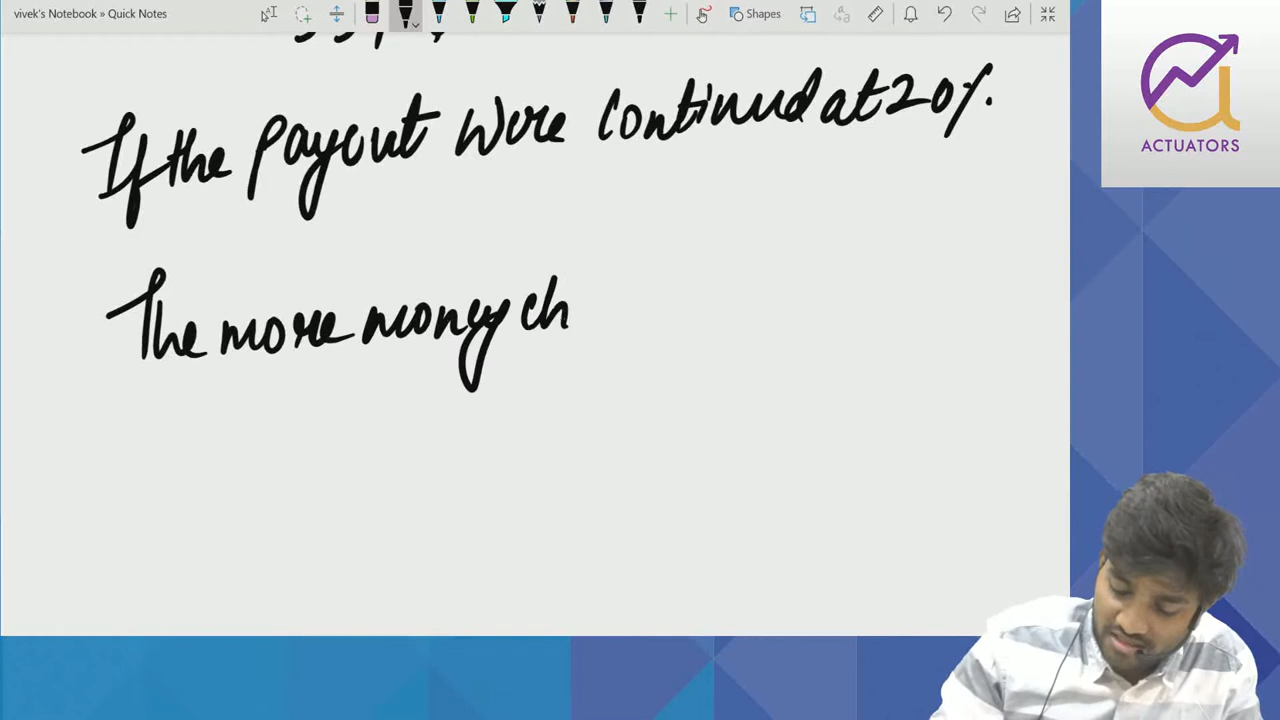 vivek's Notebook » Quick Notes
Shapes
If the payout were continued at 20%.
The more money ch
ACTUATORS